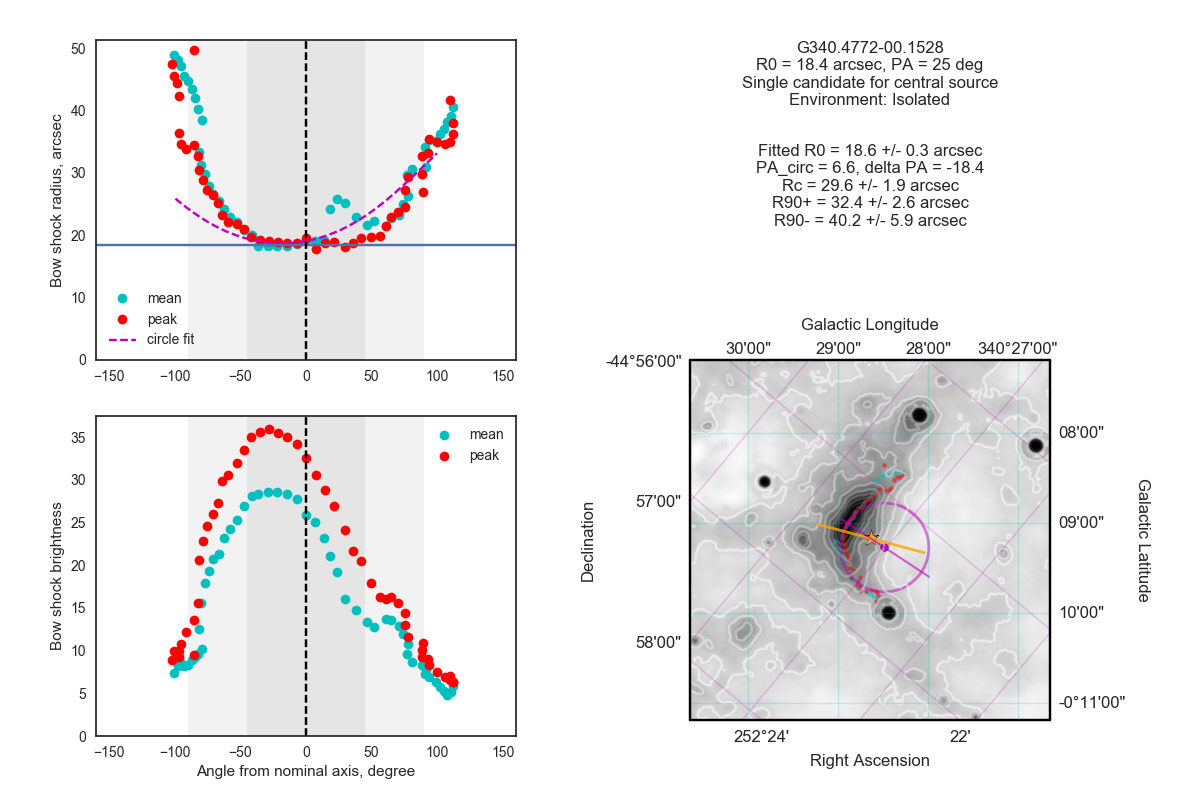 50
40
30
20
10
0
Bow shock radius, arcsec
mean
peak
circle fit
−150
−100
−50
0
50
100
150
35
30
25
20
15
10
5
0
Bow shock brightness
mean
peak
−150
−100
−50
0
50
100
150
Angle from nominal axis, degree
G340.4772-00.1528
R0 = 18.4 arcsec, PA = 25 deg
Single candidate for central source
Environment: Isolated
Fitted R0 = 18.6 +/- 0.3 arcsec
PA_circ = 6.6, delta PA = -18.4
Rc = 29.6 +/- 1.9 arcsec
R90+ = 32.4 +/- 2.6 arcsec
R90- = 40.2 +/- 5.9 arcsec
Galactic Longitude
30'00" 29'00" 28'00" 340°27'00"
-44°56'00"
57'00"
58'00"
Declination
08'00"
09'00"
10'00"
-0°11'00"
Galactic Latitude
252°24' 22'
Right Ascension